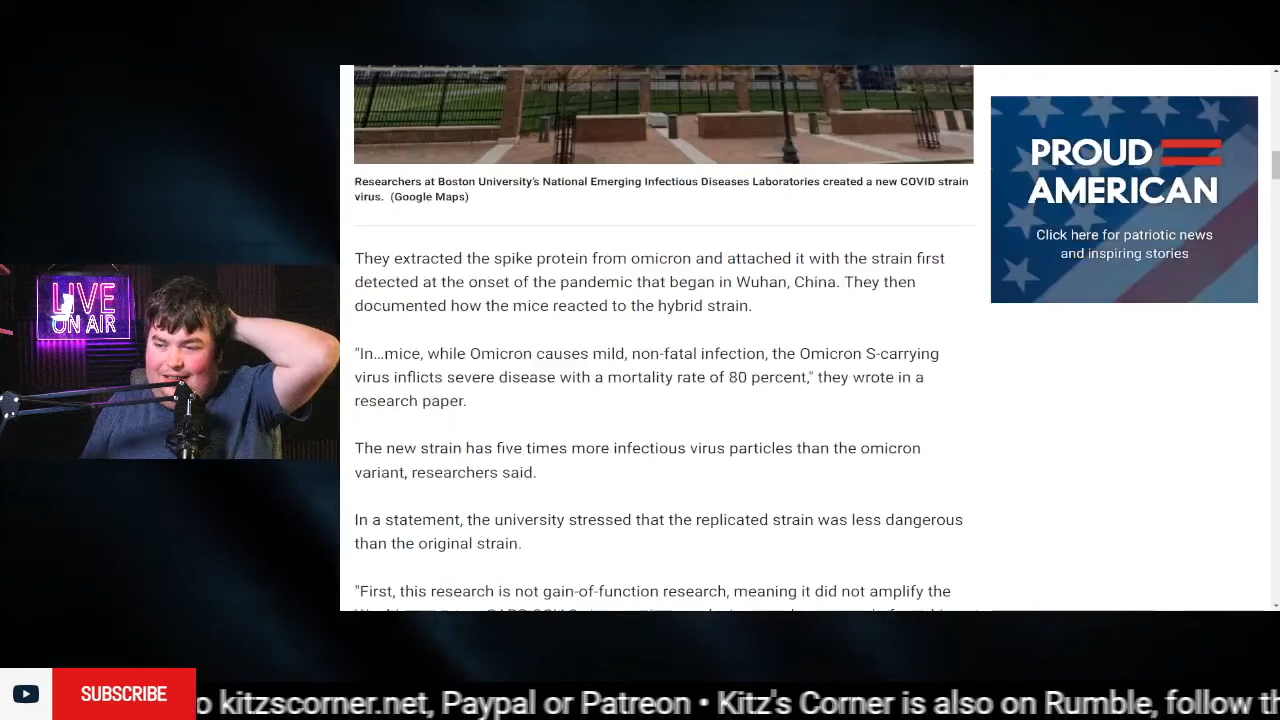 PROUD
AMERICAN
Click here for patriotic news
and inspiring stories
Researchers at Boston University's National Emerging Infectious Diseases Laboratories created a new COVID strain
virus. (Google Maps)
They extracted the spike protein from omicron and attached it with the strain first
detected at the onset of the pandemic that began in Wuhan, China. They then
documented how the mice reacted to the hybrid strain.
"In…mice, while Omicron causes mild, non-fatal infection, the Omicron S-carrying
virus inflicts severe disease with a mortality rate of 80 percent," they wrote in a
research paper.
The new strain has five times more infectious virus particles than the omicron
variant, researchers said.
In a statement, the university stressed that the replicated strain was less dangerous
than the original strain.
"First, this research is not gain-of-function research, meaning it did not amplify the
LIVE
ON AIR
SUBSCRIBE
o kitzscorner.net, Paypal or Patreon • Kitz's Corner is also on Rumble, follow th